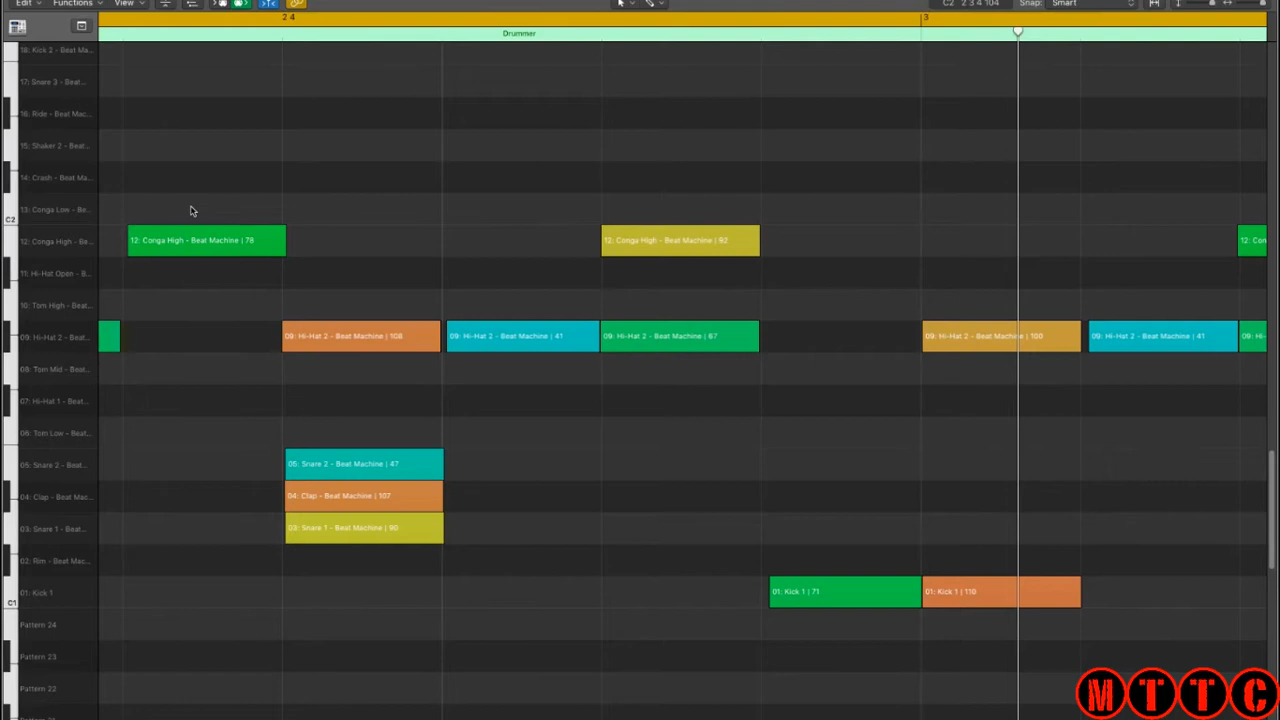 Edit Functions View
C2 2 3 4 104 Snap: Smart
2 4 3
Drummer
18: Kick 2 - Beat Ma...
17: Snare 3 - Beat...
16: Ride - Beat Mac...
15: Shaker 2 - Beat...
14: Crash - Beat Ma...
13: Conga Low - Be...
C2
12: Conga High - Be... 12: Conga High - Beat Machine | 78 12: Conga High - Beat Machine | 92 12: Con
11: Hi-Hat Open - B...
10: Tom High - Beat...
09: Hi-Hat 2 - Beat... 09: Hi-Hat 2 - Beat Machine | 108 09: Hi-Hat 2 - Beat Machine | 41 09: Hi-Hat 2 - Beat Machine | 67 09: Hi-Hat 2 - Beat Machine | 100 09: Hi-Hat 2 - Beat Machine | 41 09: Hi-
08: Tom Mid - Beat...
07: Hi-Hat 1 - Beat...
06: Tom Low - Beat...
05: Snare 2 - Beat... 05: Snare 2 - Beat Machine | 47
04: Clap - Beat Ma... 04: Clap - Beat Machine | 107
03: Snare 1 - Beat... 03: Snare 1 - Beat Machine | 90
02: Rim - Beat Mac...
01: Kick 1 01: Kick 1 | 71 01: Kick 1 | 110
C1
Pattern 24
Pattern 23
Pattern 22
MTTC